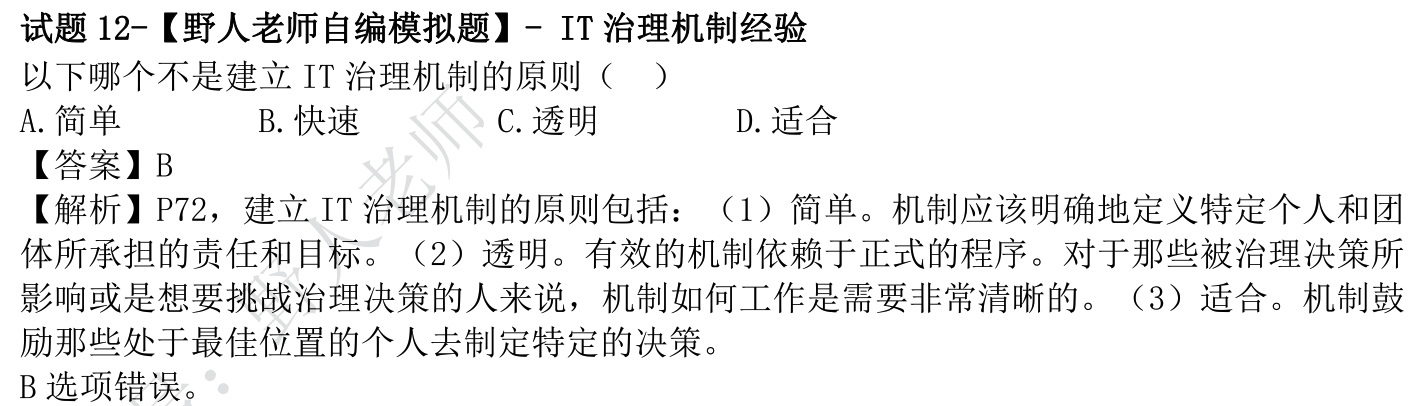 试题 12-【野人老师自编模拟题】- IT 治理机制经验
以下哪个不是建立 IT 治理机制的原则（ ）
A.简单 B.快速 C.透明 D.适合
【答案】B
【解析】P72，建立 IT 治理机制的原则包括：（1）简单。机制应该明确地定义特定个人和团
体所承担的责任和目标。（2）透明。有效的机制依赖于正式的程序。对于那些被治理决策所
影响或是想要挑战治理决策的人来说，机制如何工作是需要非常清晰的。（3）适合。机制鼓
励那些处于最佳位置的个人去制定特定的决策。
B 选项错误。
野人老师